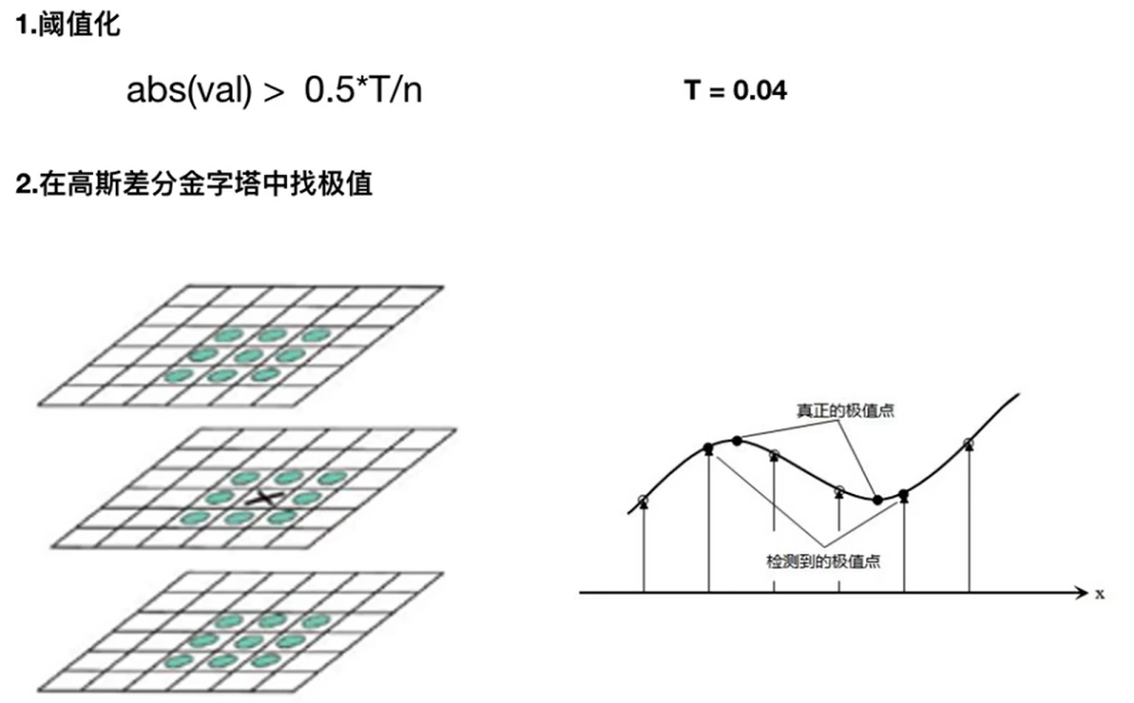 1.阈值化
abs(val) > 0.5*T/n
T = 0.04
2.在高斯差分金字塔中找极值
真正的极值点
检测到的极值点
x